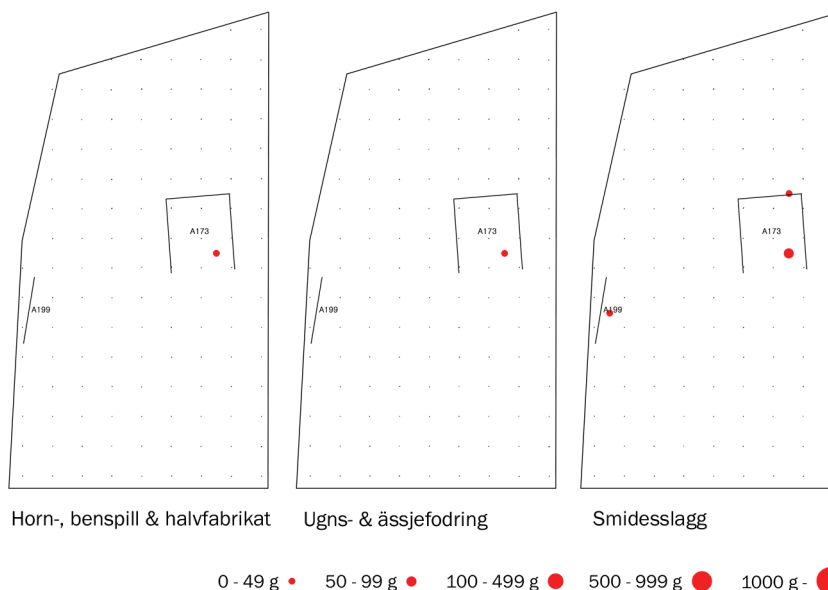 A173
A199
A173
A199
A173
A199
Horn-, benspill & halvfabrikat
Ugns- & ässjefodring
Smidesslagg
0 - 49 g
50 - 99 g
100 - 499 g
500 - 999 g
1000 g -